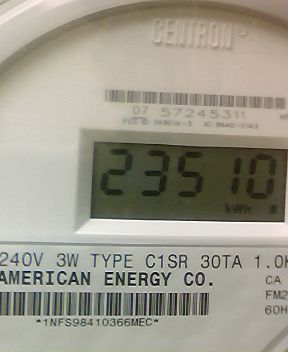 CENTRON
07 57245311
23510
kWh
240V 3W TYPE C1SR 30TA 1.0K
AMERICAN ENERGY CO.
CA
FM2
60H
*1NFS98410366MEC*